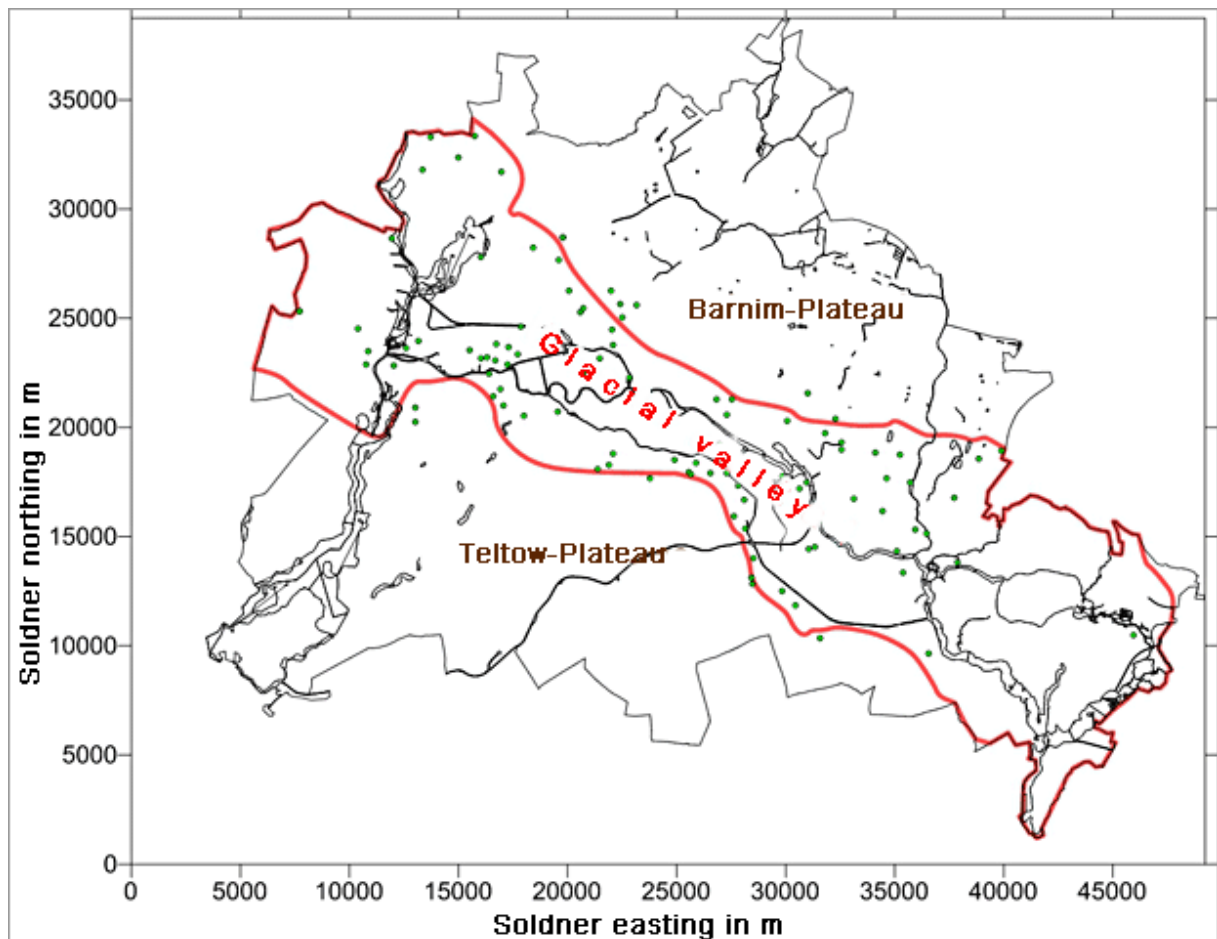 35000
30000
25000
20000
15000
10000
5000
0
Soldner northing in m
Barnim-Plateau
Glacial valley
Teltow-Plateau
0 5000 10000 15000 20000 25000 30000 35000 40000 45000
Soldner easting in m